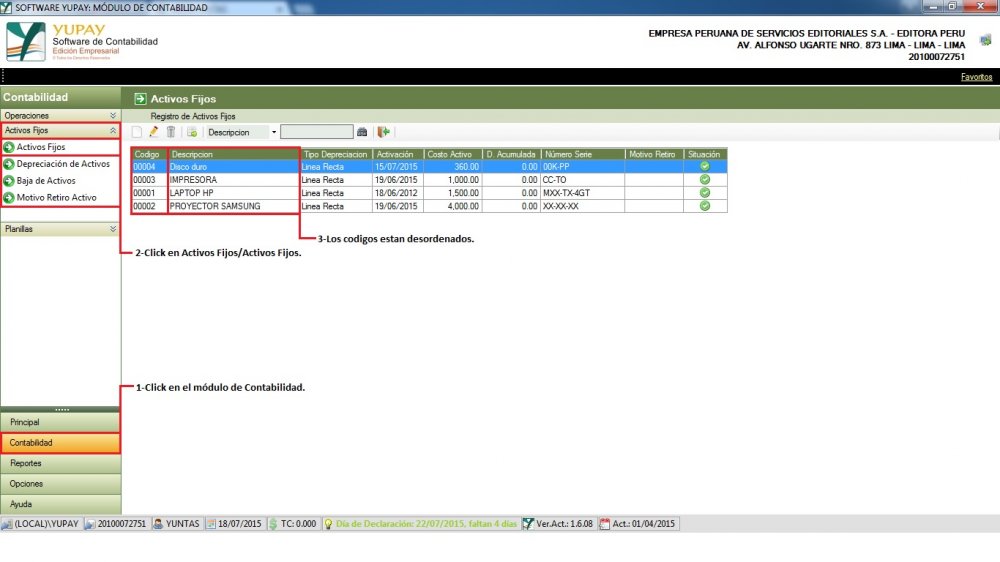 SOFTWARE YUPAY: MÓDULO DE CONTABILIDAD
YUPAY
Software de Contabilidad
Edición Empresarial
EMPRESA PERUANA DE SERVICIOS EDITORIALES S.A. - EDITORA PERU
AV. ALFONSO UGARTE NRO. 873 LIMA - LIMA - LIMA
20100072751
Favoritos
Contabilidad
Operaciones
Activos Fijos
Activos Fijos
Depreciación de Activos
Baja de Activos
Motivo Retiro Activo
Planillas
Activos Fijos
Registro de Activos Fijos
Descripcion
Codigo Descripcion Tipo Depreciacion Activación Costo Activo D. Acumulada Número Serie Motivo Retiro Situación
00004 Disco duro Linea Recta 15/07/2015 360.00 0.00 00K-PP
00003 IMPRESORA Linea Recta 19/06/2015 1,000.00 0.00 CC-TO
00001 LAPTOP HP Linea Recta 18/06/2012 1,500.00 0.00 MXX-TX-4GT
00002 PROYECTOR SAMSUNG Linea Recta 19/06/2015 4,000.00 0.00 XX-XX-XX
3-Los codigos estan desordenados.
2-Click en Activos Fijos/Activos Fijos.
1-Click en el módulo de Contabilidad.
Principal
Contabilidad
Reportes
Opciones
Ayuda
(LOCAL)\YUPAY 20100072751 YUNTAS 18/07/2015 TC: 0.000 Día de Declaración: 22/07/2015, faltan 4 días Ver.Act.: 1.6.08 Act.: 01/04/2015